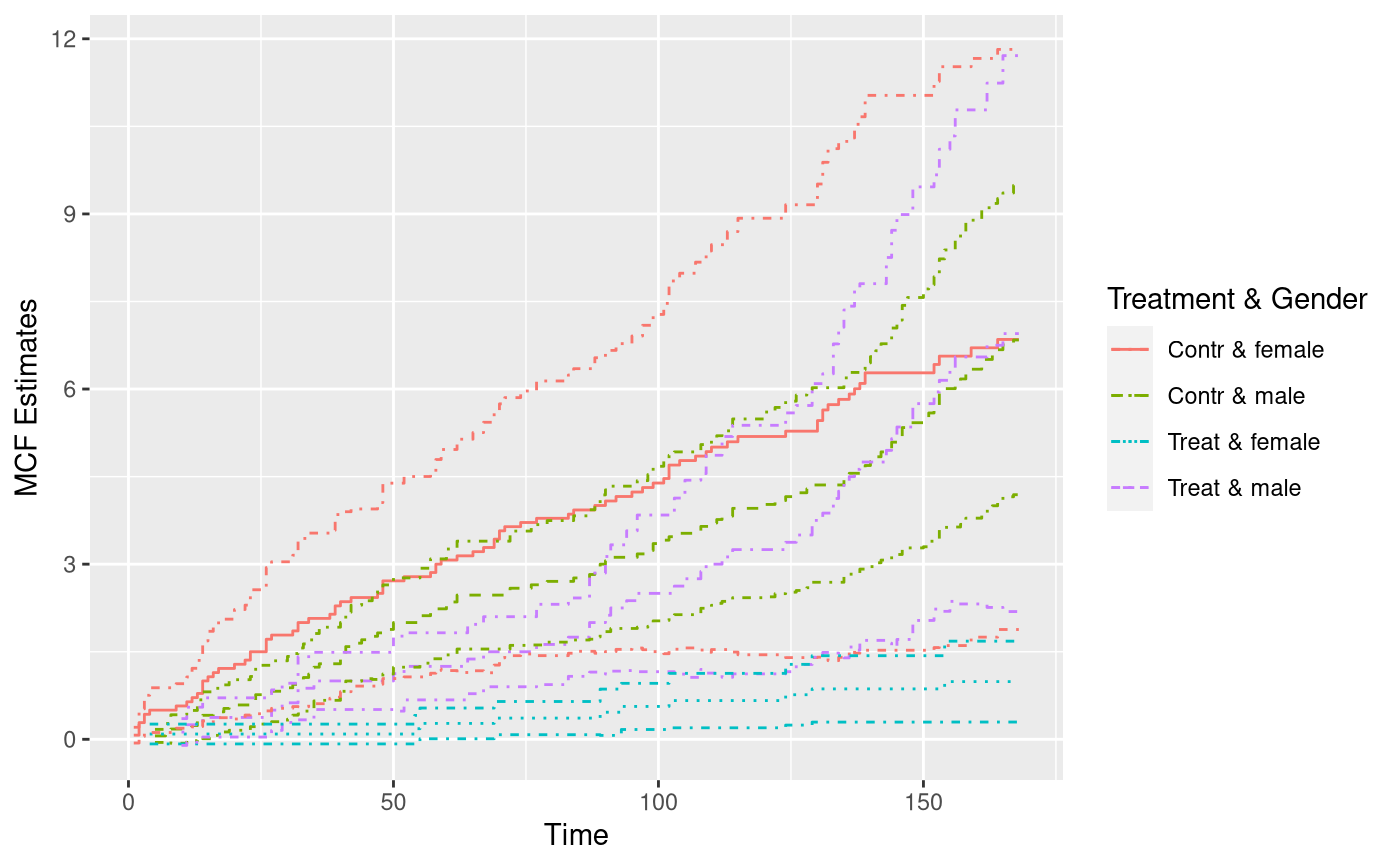 12
9
6
3
0
MCF Estimates
0
50
100
150
Time
Treatment & Gender
Contr & female
Contr & male
Treat & female
Treat & male